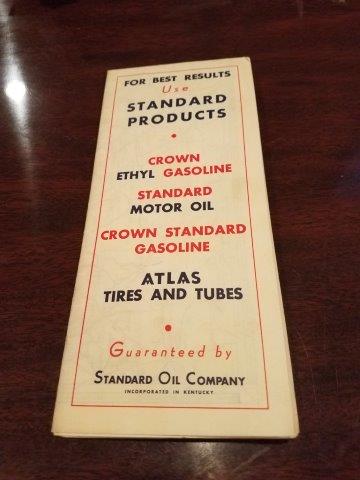 FOR BEST RESULTS
Use
STANDARD
PRODUCTS
CROWN
ETHYL GASOLINE
STANDARD
MOTOR OIL
CROWN STANDARD
GASOLINE
ATLAS
TIRES AND TUBES
Guaranteed by
STANDARD OIL COMPANY
INCORPORATED IN KENTUCKY